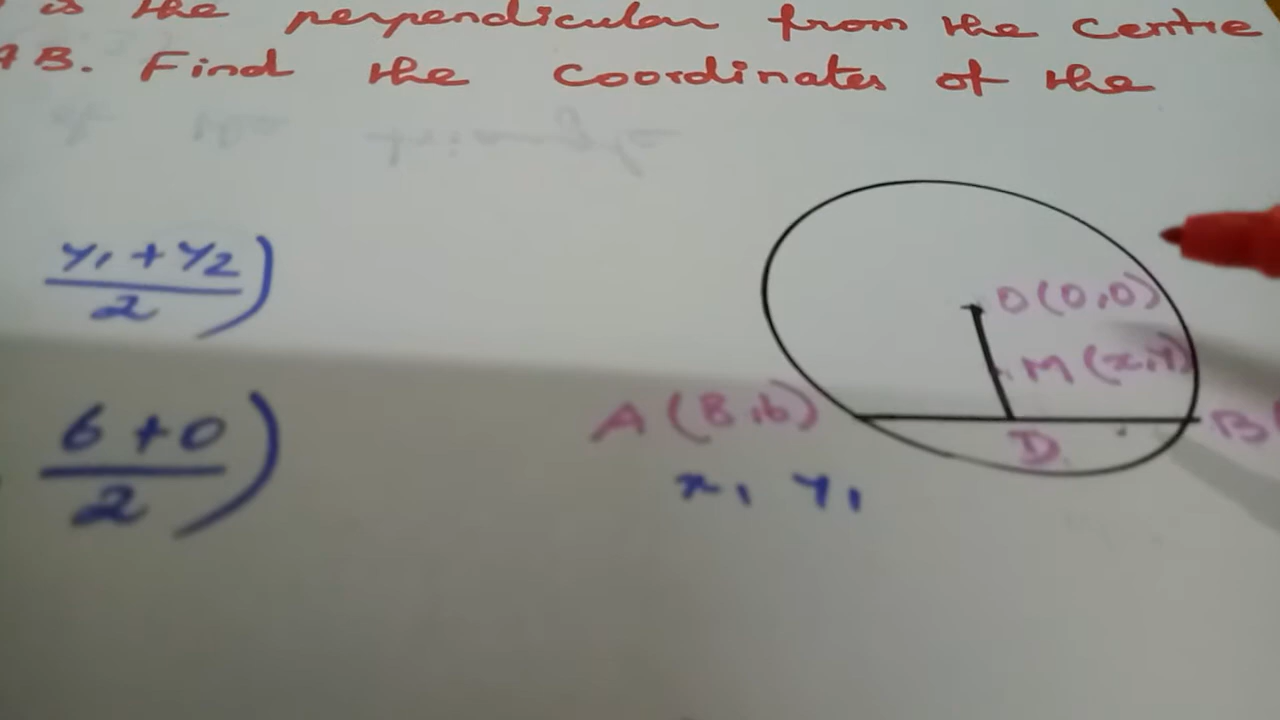 is the perpendicular from the Centre
AB. Find the coordinates of the
y₁ + y₂
2 )
6 + 0
2 )
O(0,0)
M(x,y)
A(8,6)
B(
D
x₁ y₁